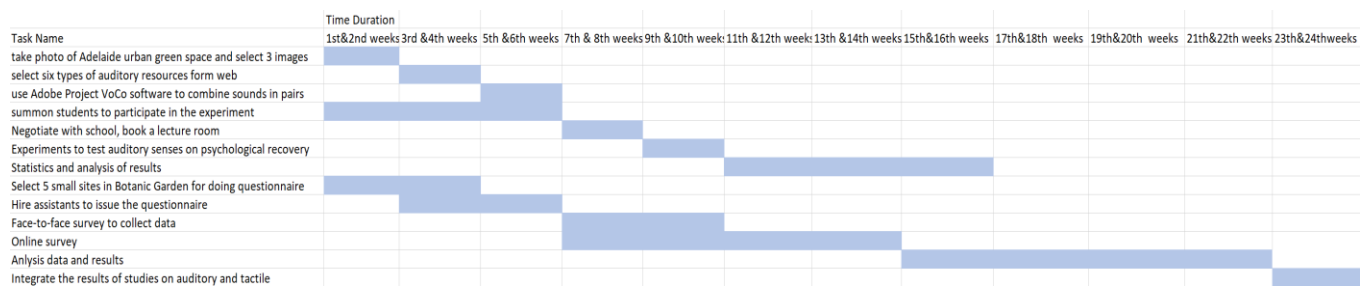 Time Duration
Task Name 1st&2nd weeks 3rd &4th weeks 5th &6th weeks 7th & 8th weeks 9th &10th weeks 11th &12th weeks 13th &14th weeks 15th&16th weeks 17th&18th weeks 19th&20th weeks 21th&22th weeks 23th&24thweeks
take photo of Adelaide urban green space and select 3 images
select six types of auditory resources form web
use Adobe Project VoCo software to combine sounds in pairs
summon students to participate in the experiment
Negotiate with school, book a lecture room
Experiments to test auditory senses on psychological recovery
Statistics and analysis of results
Select 5 small sites in Botanic Garden for doing questionnaire
Hire assistants to issue the questionnaire
Face-to-face survey to collect data
Online survey
Anlysis data and results
Integrate the results of studies on auditory and tactile